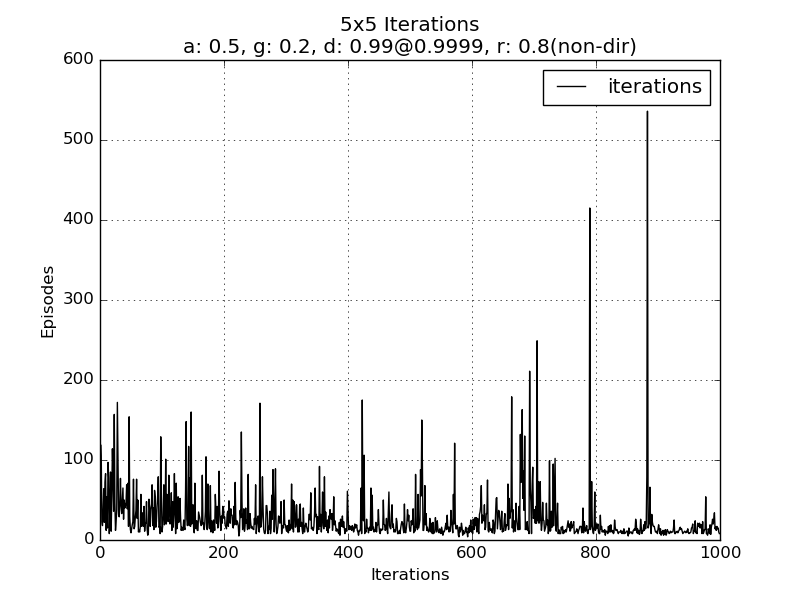 5x5 Iterations
a: 0.5, g: 0.2, d: 0.99@0.9999, r: 0.8(non-dir)
iterations
600
500
400
300
200
100
0
Episodes
0 200 400 600 800 1000
Iterations